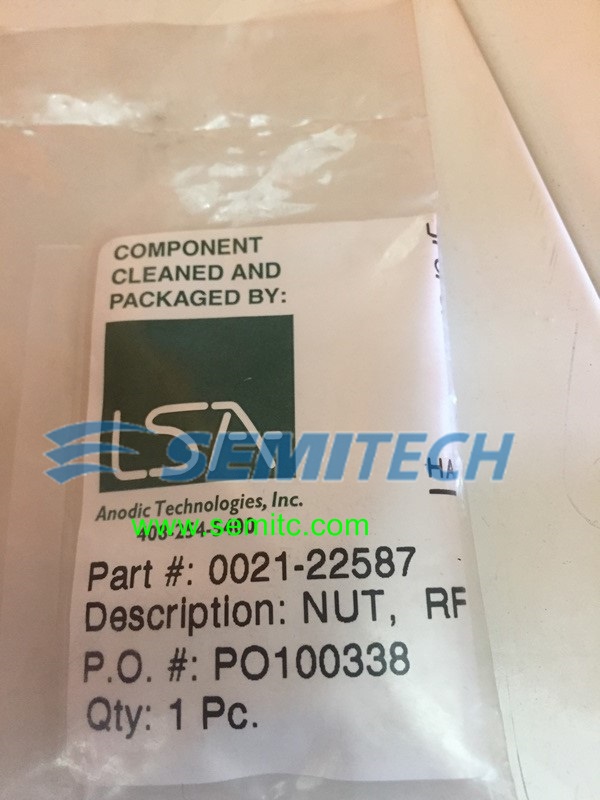 COMPONENT
CLEANED AND
PACKAGED BY:
LSA
SEMITECH
HA
Anodic Technologies, Inc.
www.semitc.com
Part #: 0021-22587
Description: NUT, RF
P.O. #: PO100338
Qty: 1 Pc.